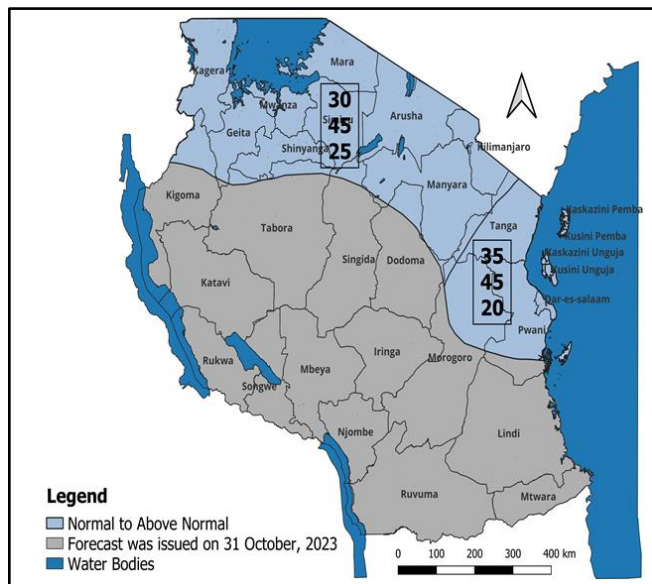 Mara
Kagera
30
Mwanza
Simiyu
45
Arusha
Geita
Shinyanga
25
Kilimanjaro
Kigoma
Manyara
Tabora
Tanga
Kaskazini Pemba
Kusini Pemba
Singida
Dodoma
35
Kaskazini Unguja
Kusini Unguja
Katavi
45
Dar-es-salaam
20
Pwani
Rukwa
Mbeya
Iringa
Morogoro
Songwe
Njombe
Lindi
Ruvuma
Mtwara
Legend
Normal to Above Normal
Forecast was issued on 31 October, 2023
Water Bodies
0 100 200 300 400 km